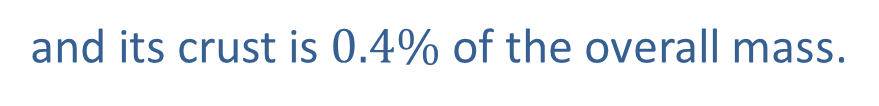 and its crust is 0.4% of the overall mass.